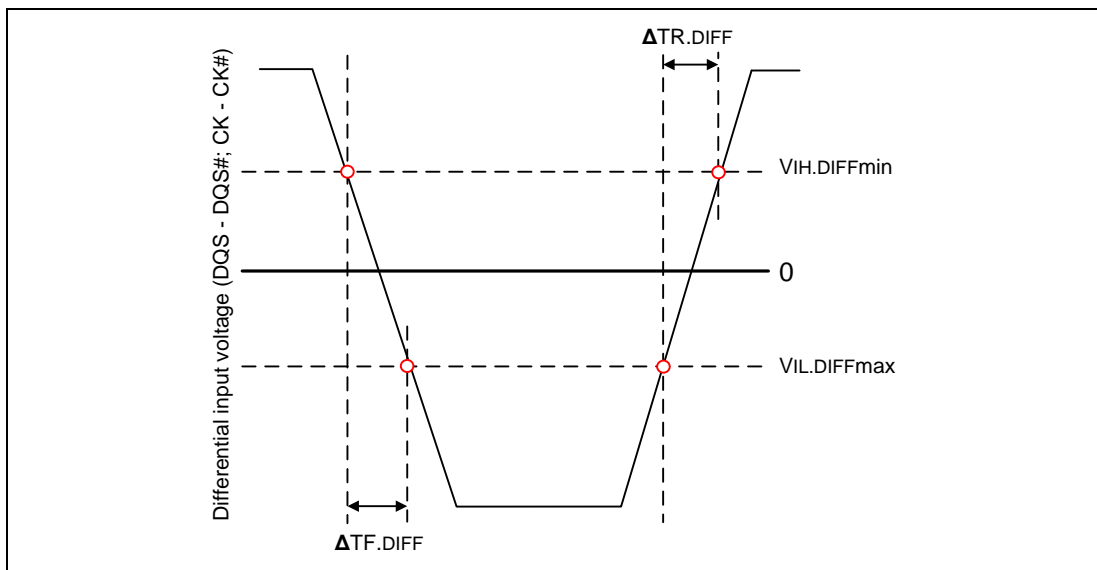 ΔTR.DIFF
Differential input voltage (DQS - DQS#; CK - CK#)
VIH.DIFFmin
0
VIL.DIFFmax
ΔTF.DIFF